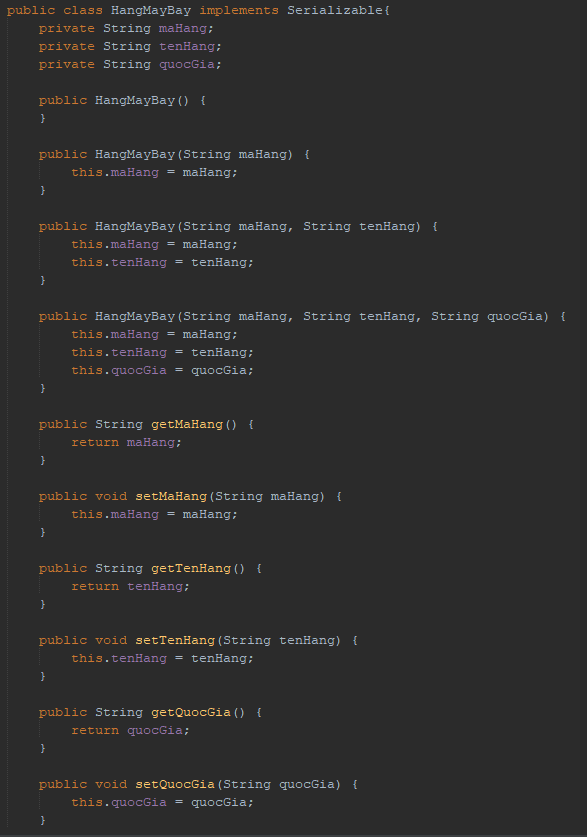 public class HangMayBay implements Serializable{
    private String maHang;
    private String tenHang;
    private String quocGia;

    public HangMayBay() {
    }

    public HangMayBay(String maHang) {
        this.maHang = maHang;
    }

    public HangMayBay(String maHang, String tenHang) {
        this.maHang = maHang;
        this.tenHang = tenHang;
    }

    public HangMayBay(String maHang, String tenHang, String quocGia) {
        this.maHang = maHang;
        this.tenHang = tenHang;
        this.quocGia = quocGia;
    }

    public String getMaHang() {
        return maHang;
    }

    public void setMaHang(String maHang) {
        this.maHang = maHang;
    }

    public String getTenHang() {
        return tenHang;
    }

    public void setTenHang(String tenHang) {
        this.tenHang = tenHang;
    }

    public String getQuocGia() {
        return quocGia;
    }

    public void setQuocGia(String quocGia) {
        this.quocGia = quocGia;
    }